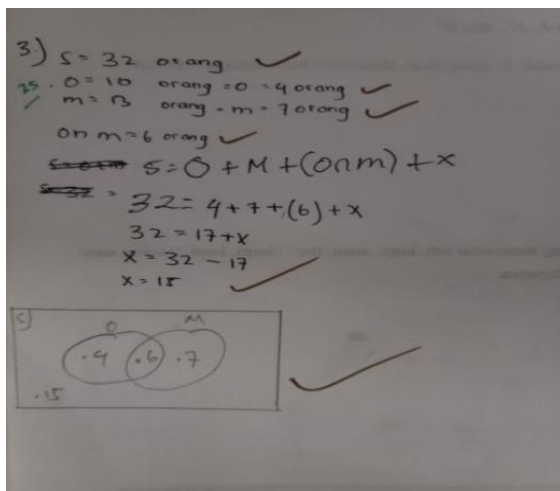 3.) S = 32 orang
25
O = 10 orang = O = 4 orang
m = 13 orang - m = 7 orang
O n m = 6 orang
S = O + M + (O n m) + x
32 = 4 + 7 + (6) + x
32 = 17 + x
x = 32 - 17
x = 15
S O M
.4 .6 .7
.15